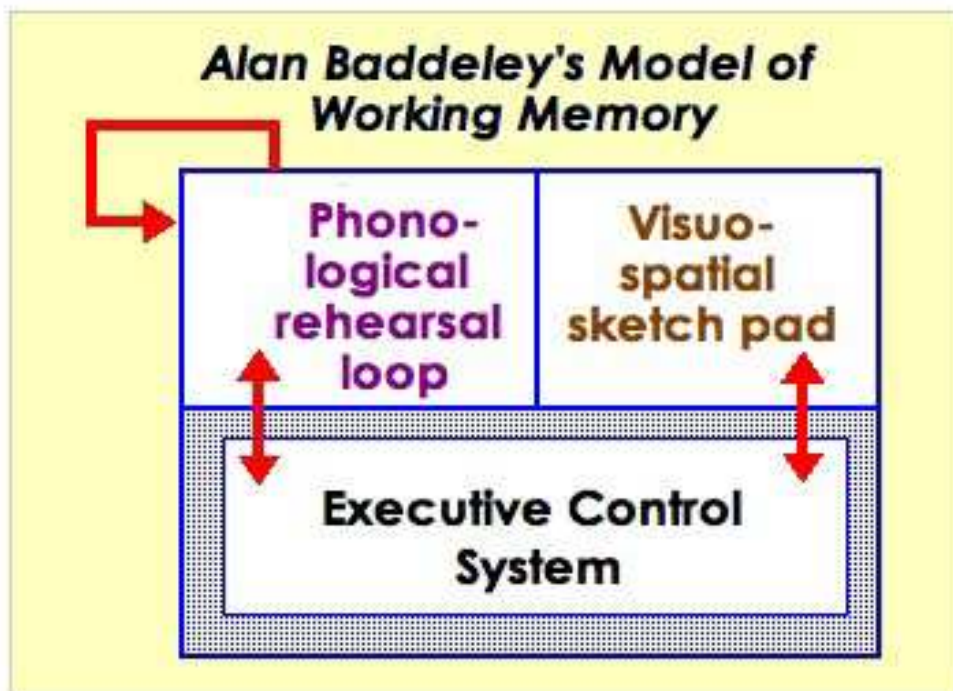 Alan Baddeley's Model of
Working Memory
Phono-
logical
rehearsal
loop
Visuo-
spatial
sketch pad
Executive Control
System